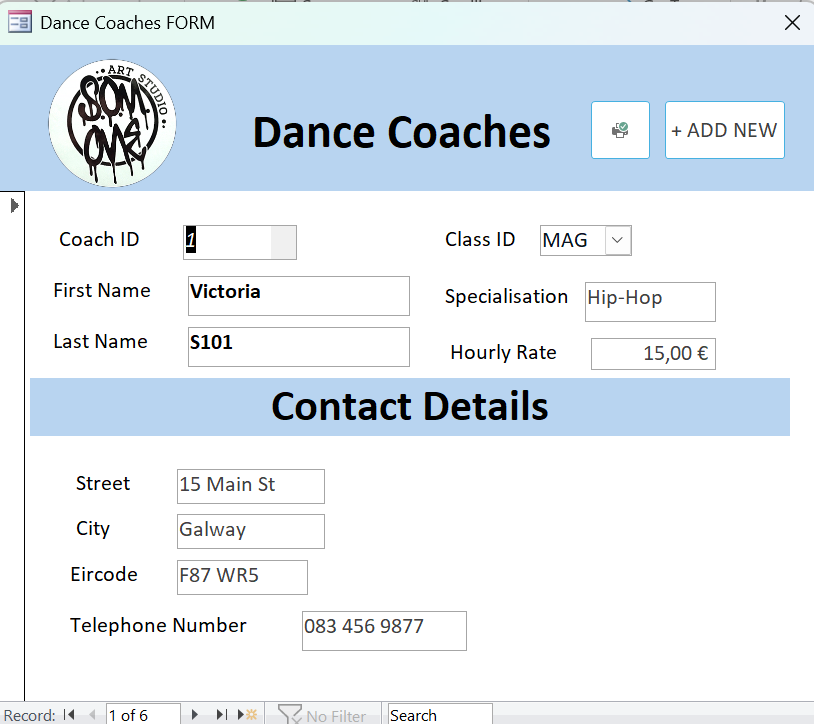 Dance Coaches FORM
ART STUDIO
SOM.
ONE
Dance Coaches
+ ADD NEW
Coach ID 1 Class ID MAG
First Name Victoria Specialisation Hip-Hop
Last Name S101 Hourly Rate 15,00 €
Contact Details
Street 15 Main St
City Galway
Eircode F87 WR5
Telephone Number 083 456 9877
Record: 1 of 6 No Filter Search